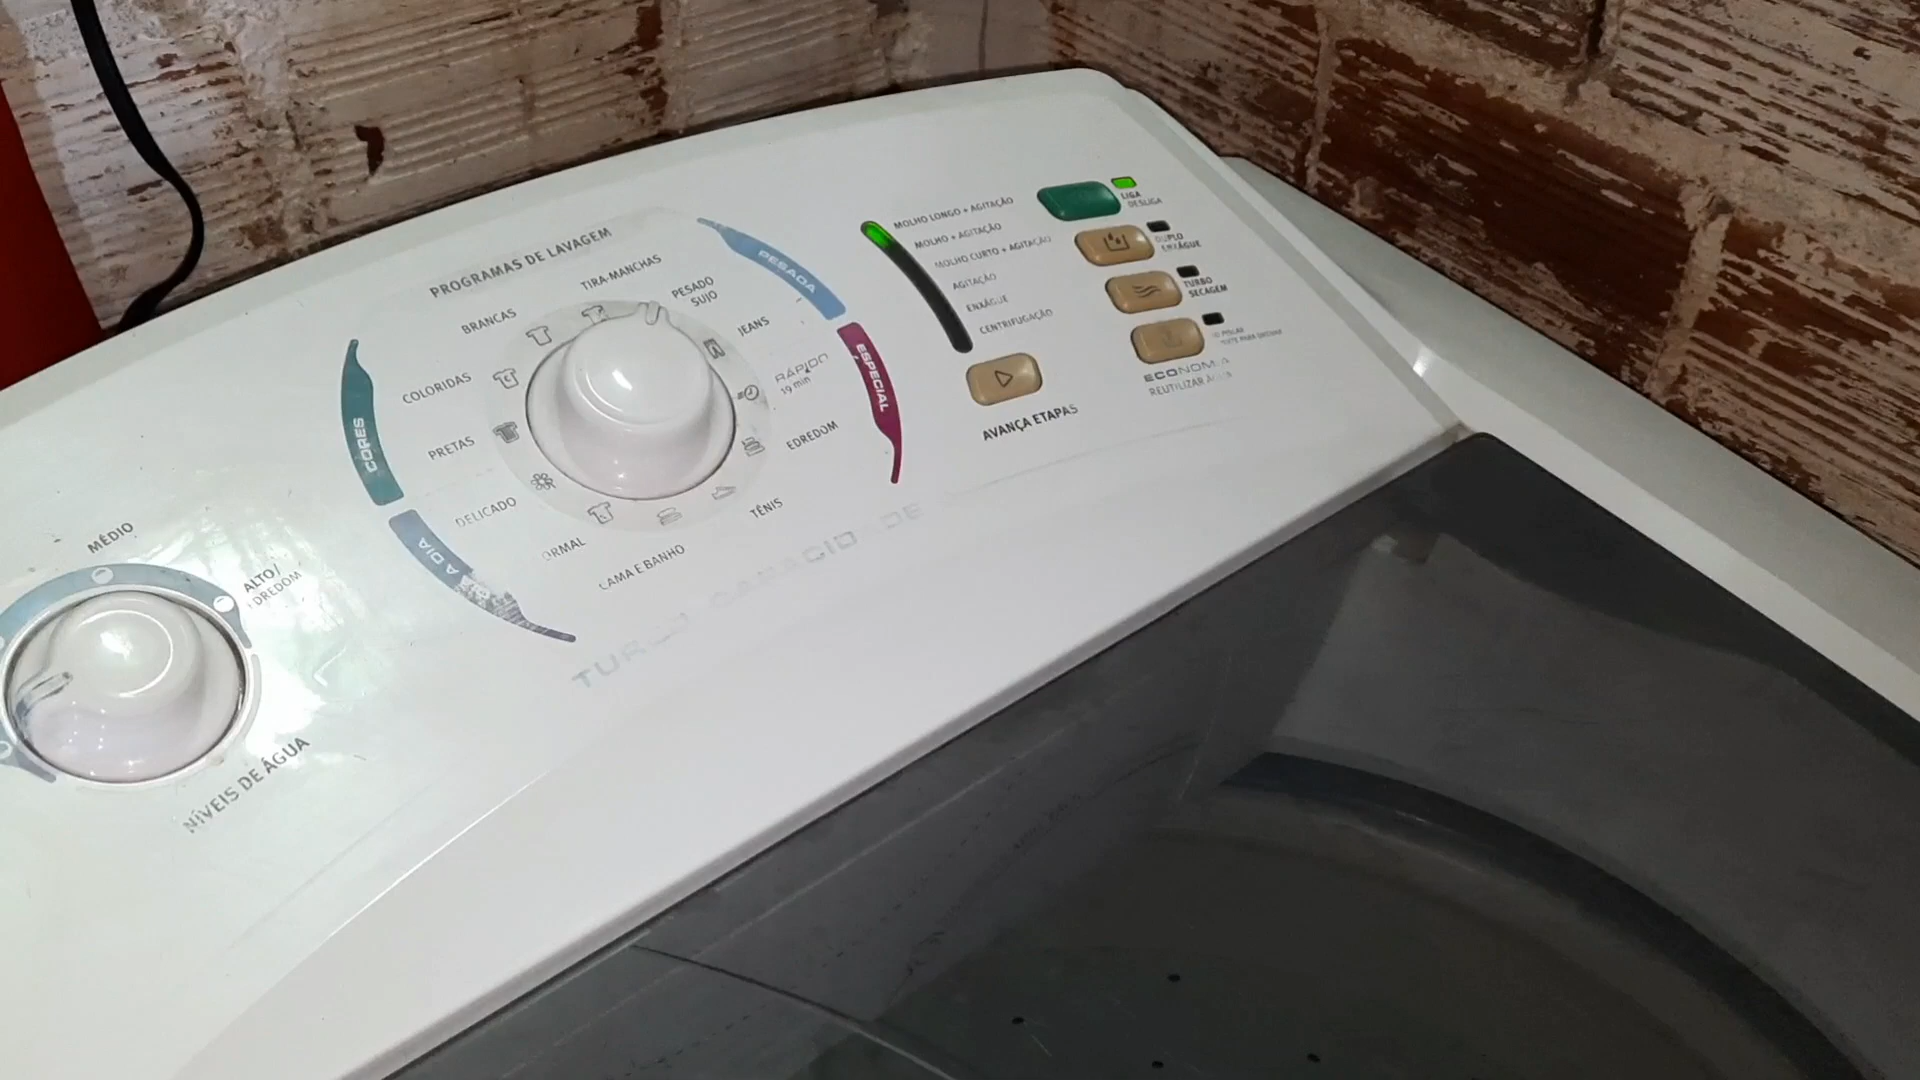 PROGRAMAS DE LAVAGEM
TIRA-MANCHAS
PESADO
SUJO
JEANS
RÁPIDO
19 min
EDREDOM
TÊNIS
CAMA E BANHO
ORMAL
DELICADO
PRETAS
COLORIDAS
BRANCAS
PESADA
ESPECIAL
CORES
A DIA
MÉDIO
ALTO/
EDREDOM
NÍVEIS DE ÁGUA
MOLHO LONGO + AGITAÇÃO
MOLHO + AGITAÇÃO
MOLHO CURTO + AGITAÇÃO
AGITAÇÃO
ENXÁGUE
CENTRIFUGAÇÃO
AVANÇA ETAPAS
LIGA
DESLIGA
DUPLO
ENXÁGUE
TURBO
SECAGEM
ECONOMIA
REUTILIZAR ÁGUA
TURBO CAPACIDADE